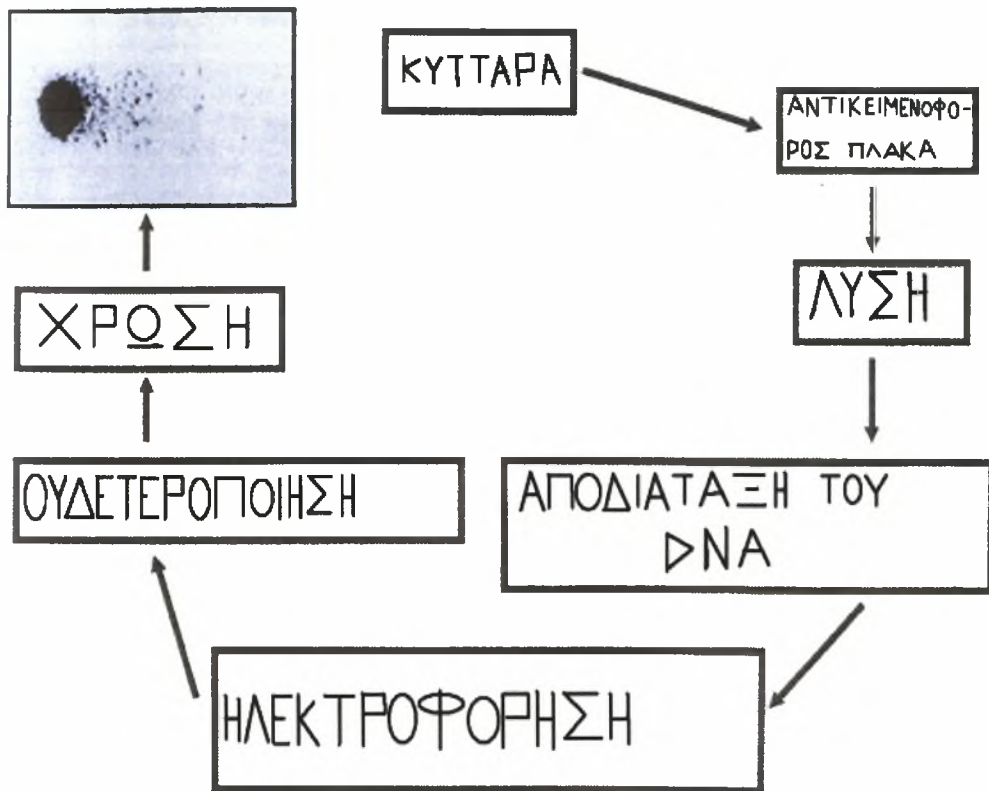 ΚΥΤΤΑΡΑ
ΑΝΤΙΚΕΙΜΕΝΟΦΟ-
ΡΟΣ ΠΛΑΚΑ
ΛΥΣΗ
ΑΠΟΔΙΑΤΑΞΗ ΤΟΥ
DNA
ΗΛΕΚΤΡΟΦΟΡΗΣΗ
ΟΥΔΕΤΕΡΟΠΟΙΗΣΗ
ΧΡΩΣΗ